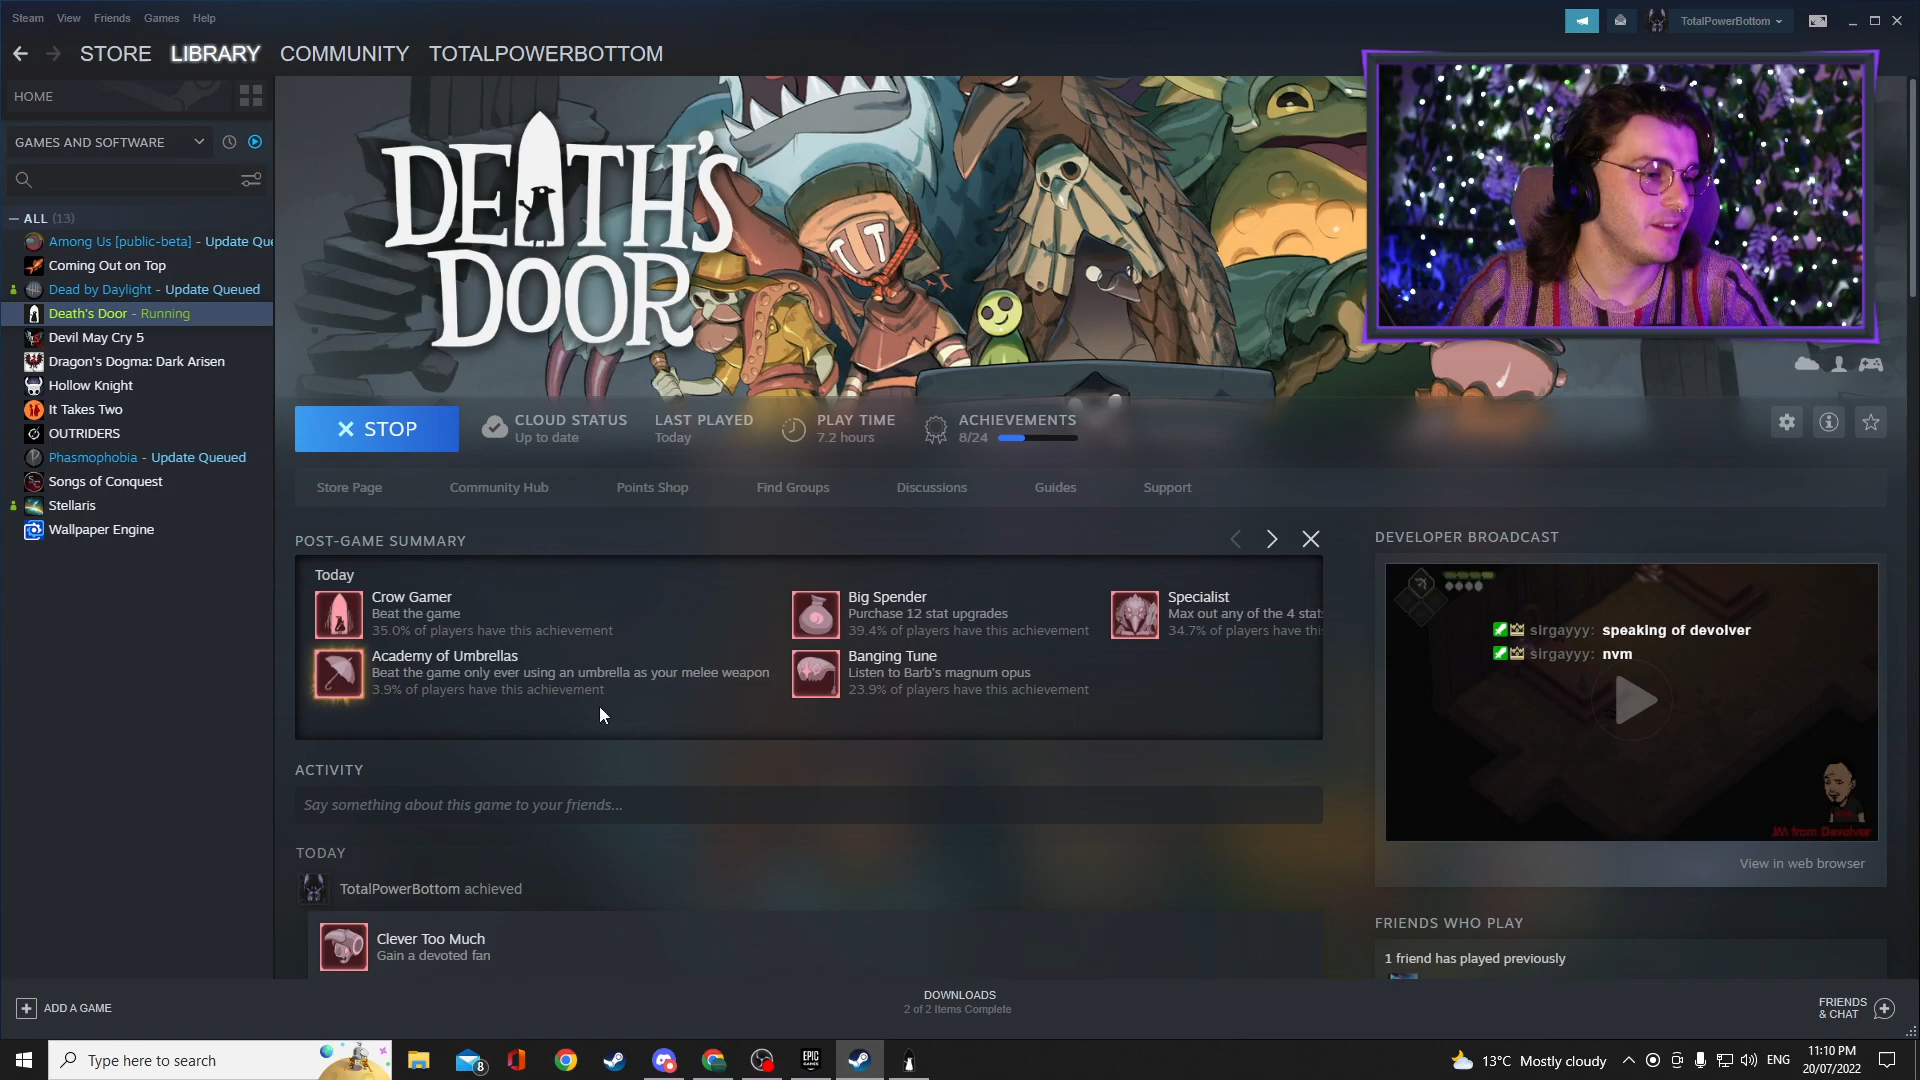 Steam View Friends Games Help
TotalPowerBottom
STORE LIBRARY COMMUNITY TOTALPOWERBOTTOM
HOME
GAMES AND SOFTWARE
ALL (13)
Among Us [public-beta] - Update Que
Coming Out on Top
Dead by Daylight - Update Queued
Death's Door - Running
Devil May Cry 5
Dragon's Dogma: Dark Arisen
Hollow Knight
It Takes Two
OUTRIDERS
Phasmophobia - Update Queued
Songs of Conquest
Stellaris
Wallpaper Engine
DEATH'S
DOOR
STOP
CLOUD STATUS
Up to date
LAST PLAYED
Today
PLAY TIME
7.2 hours
ACHIEVEMENTS
8/24
Store Page Community Hub Points Shop Find Groups Discussions Guides Support
POST-GAME SUMMARY
Today
Crow Gamer
Beat the game
35.0% of players have this achievement
Big Spender
Purchase 12 stat upgrades
39.4% of players have this achievement
Specialist
Max out any of the 4 stats
34.7% of players have this
Academy of Umbrellas
Beat the game only ever using an umbrella as your melee weapon
3.9% of players have this achievement
Banging Tune
Listen to Barb's magnum opus
23.9% of players have this achievement
ACTIVITY
Say something about this game to your friends...
TODAY
TotalPowerBottom achieved
Clever Too Much
Gain a devoted fan
DEVELOPER BROADCAST
sirgayyy: speaking of devolver
sirgayyy: nvm
JM from Devolver
View in web browser
FRIENDS WHO PLAY
1 friend has played previously
ADD A GAME
DOWNLOADS
2 of 2 Items Complete
FRIENDS
& CHAT
Type here to search
8
EPIC
GAMES
13°C Mostly cloudy
ENG
11:10 PM
20/07/2022